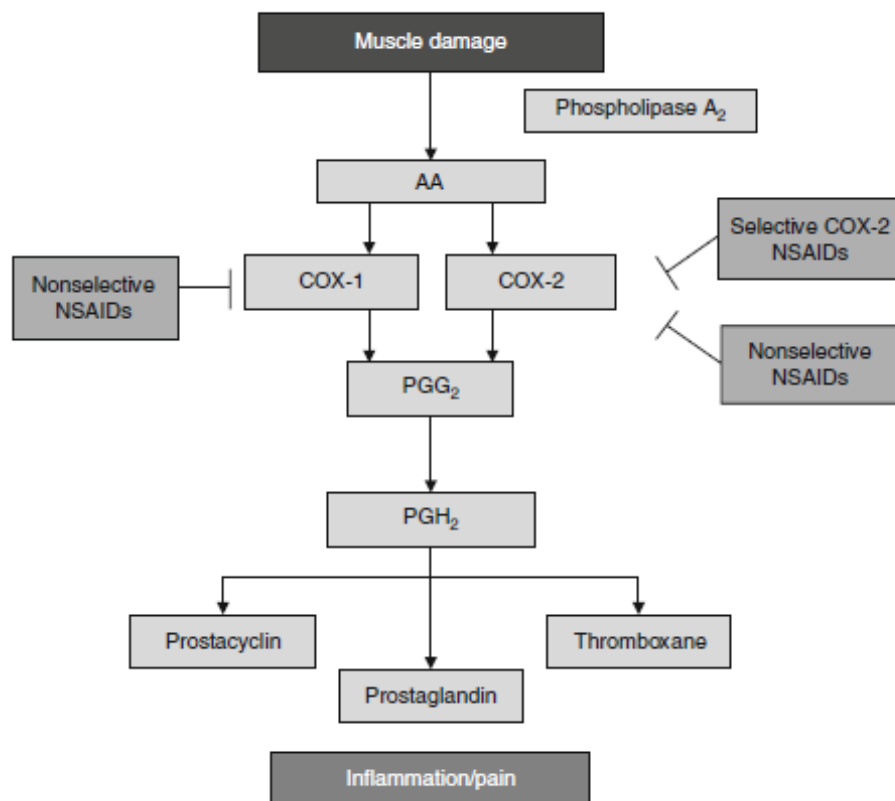 Muscle damage
Phospholipase A₂
AA
Selective COX-2
NSAIDs
Nonselective
NSAIDs
COX-1
COX-2
Nonselective
NSAIDs
PGG₂
PGH₂
Prostacyclin
Thromboxane
Prostaglandin
Inflammation/pain